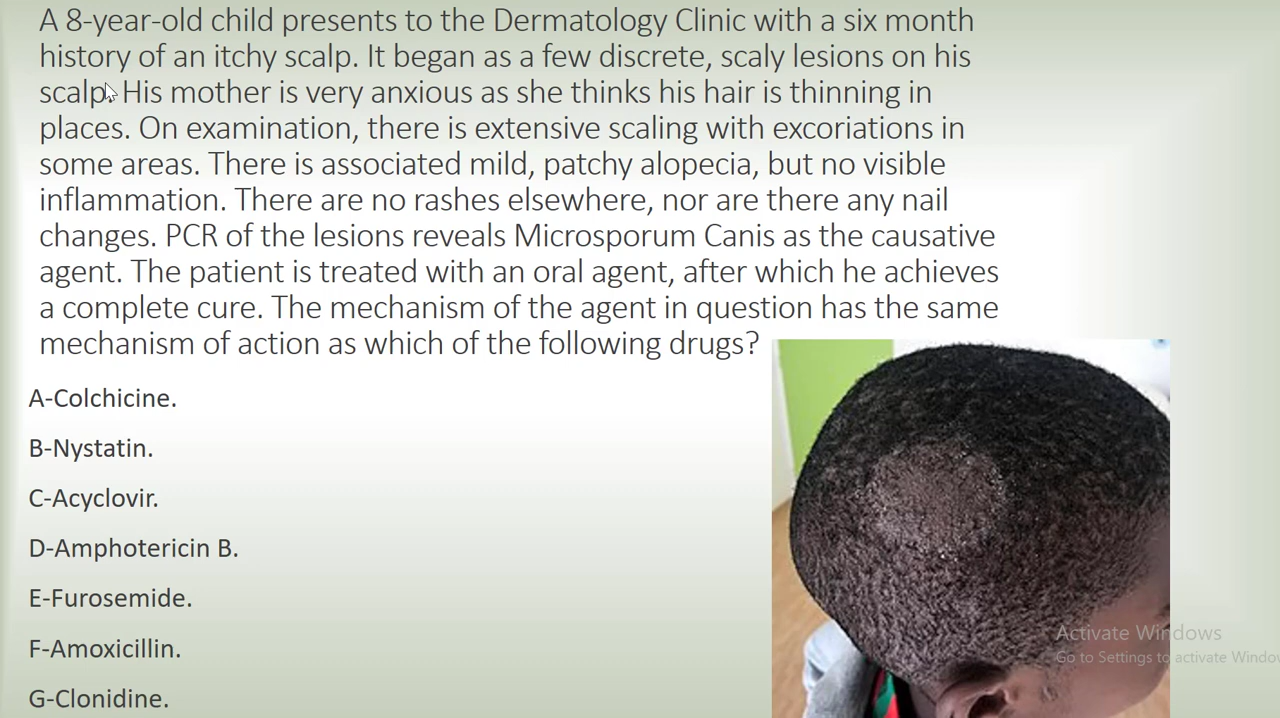 A 8-year-old child presents to the Dermatology Clinic with a six month
history of an itchy scalp. It began as a few discrete, scaly lesions on his
scalp. His mother is very anxious as she thinks his hair is thinning in
places. On examination, there is extensive scaling with excoriations in
some areas. There is associated mild, patchy alopecia, but no visible
inflammation. There are no rashes elsewhere, nor are there any nail
changes. PCR of the lesions reveals Microsporum Canis as the causative
agent. The patient is treated with an oral agent, after which he achieves
a complete cure. The mechanism of the agent in question has the same
mechanism of action as which of the following drugs?
A-Colchicine.
B-Nystatin.
C-Acyclovir.
D-Amphotericin B.
E-Furosemide.
F-Amoxicillin.
G-Clonidine.
Activate Windows
Go to Settings to activate Windo